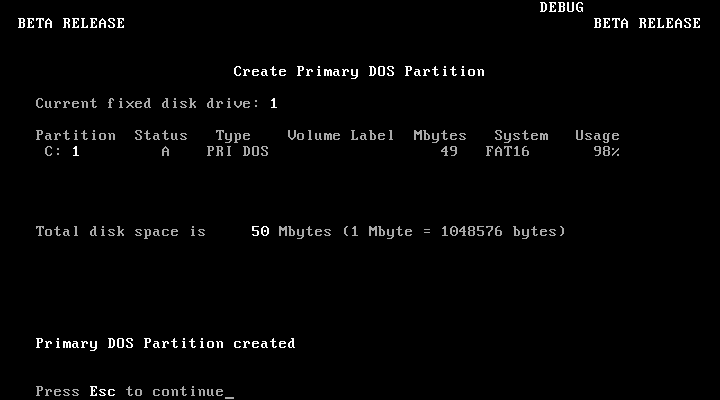 DEBUG
BETA RELEASE BETA RELEASE
Create Primary DOS Partition
Current fixed disk drive: 1
Partition Status Type Volume Label Mbytes System Usage
C: 1 A PRI DOS 49 FAT16 98%
Total disk space is 50 Mbytes (1 Mbyte = 1048576 bytes)
Primary DOS Partition created
Press Esc to continue_